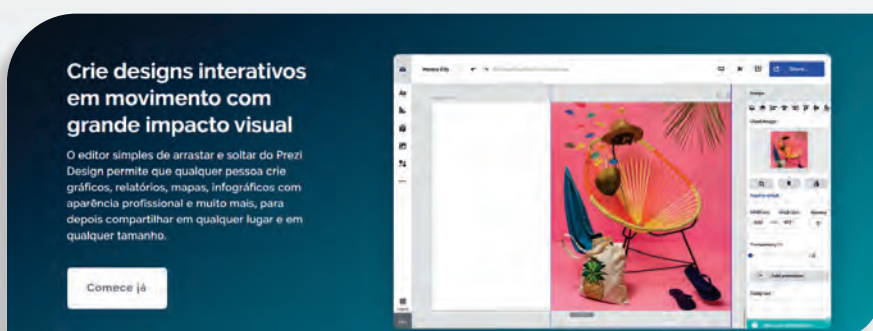 Crie designs interativos
em movimento com
grande impacto visual
O editor simples de arrastar e soltar do Prezi
Design permite que qualquer pessoa crie
gráficos, relatórios, mapas, infográficos com
aparência profissional e muito mais, para
depois compartilhar em qualquer lugar e em
qualquer tamanho.
Comece já
Share